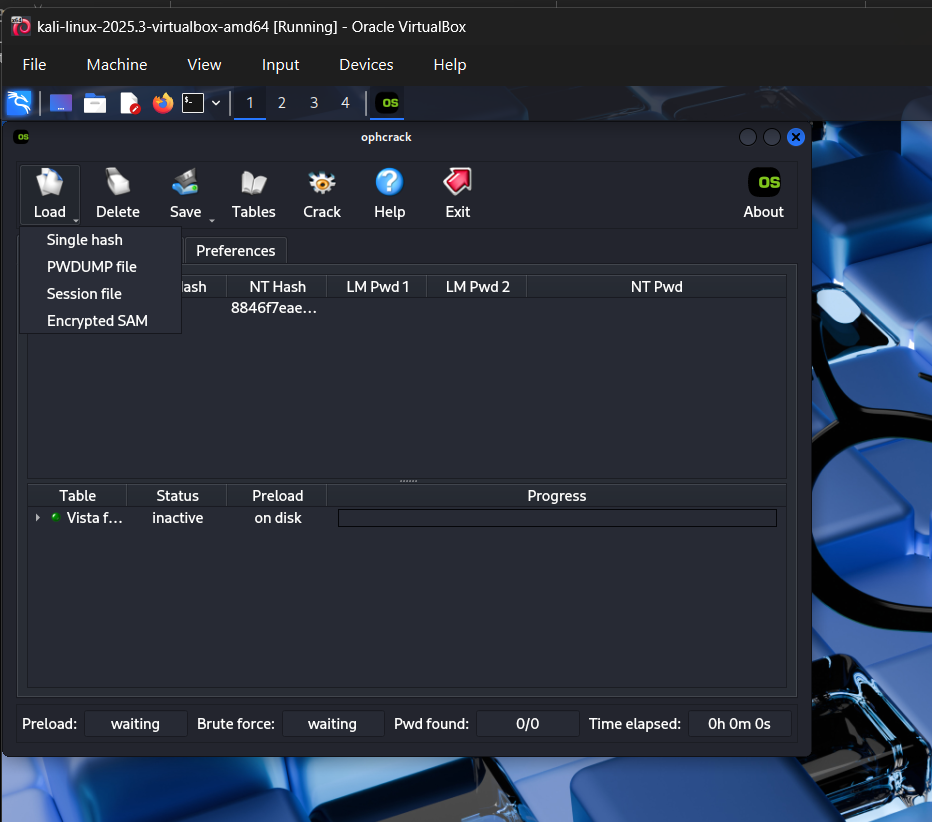 kali-linux-2025.3-virtualbox-amd64 [Running] - Oracle VirtualBox
File Machine View Input Devices Help
1 2 3 4 OS
OS ophcrack
OS
Load Delete Save Tables Crack Help Exit About
Single hash
PWDUMP file
Session file
Encrypted SAM
Preferences
ash NT Hash LM Pwd 1 LM Pwd 2 NT Pwd
8846f7eae...
Table Status Preload Progress
Vista f... inactive on disk
Preload: waiting Brute force: waiting Pwd found: 0/0 Time elapsed: 0h 0m 0s